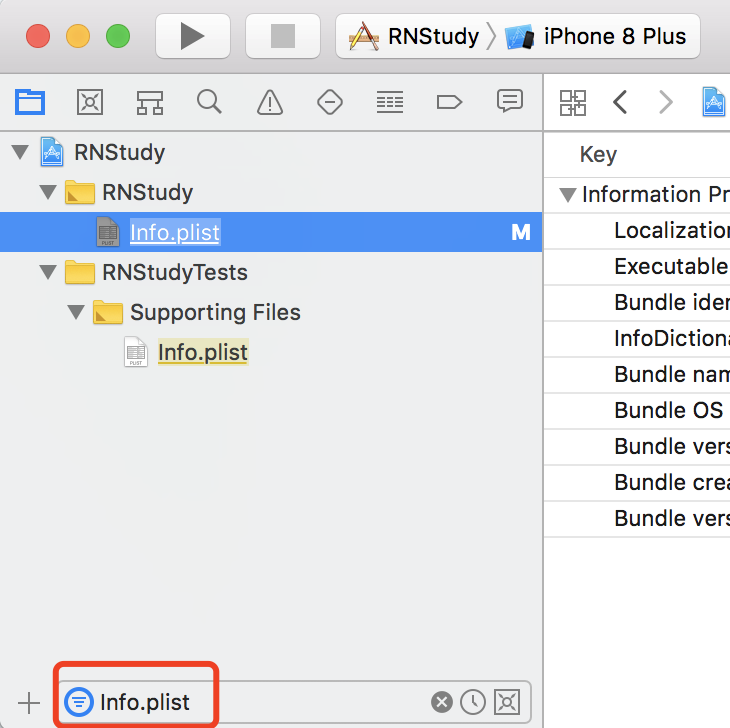 RNStudy iPhone 8 Plus
RNStudy
RNStudy
Info.plist M
RNStudyTests
Supporting Files
Info.plist
Key
Information Pr
Localization
Executable
Bundle iden
InfoDictiona
Bundle nam
Bundle OS
Bundle vers
Bundle crea
Bundle vers
Info.plist